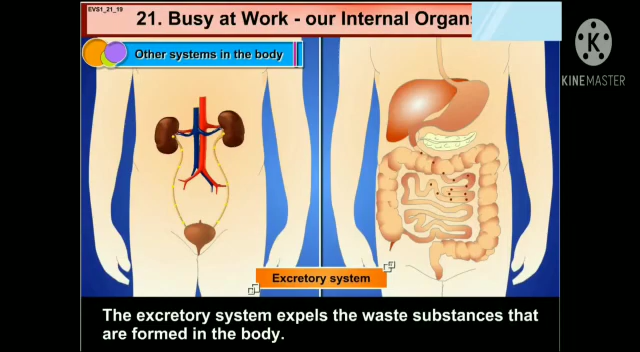 EVS1_21_19
21. Busy at Work - our Internal Organs
Other systems in the body
K
KINEMASTER
Excretory system
The excretory system expels the waste substances that
are formed in the body.